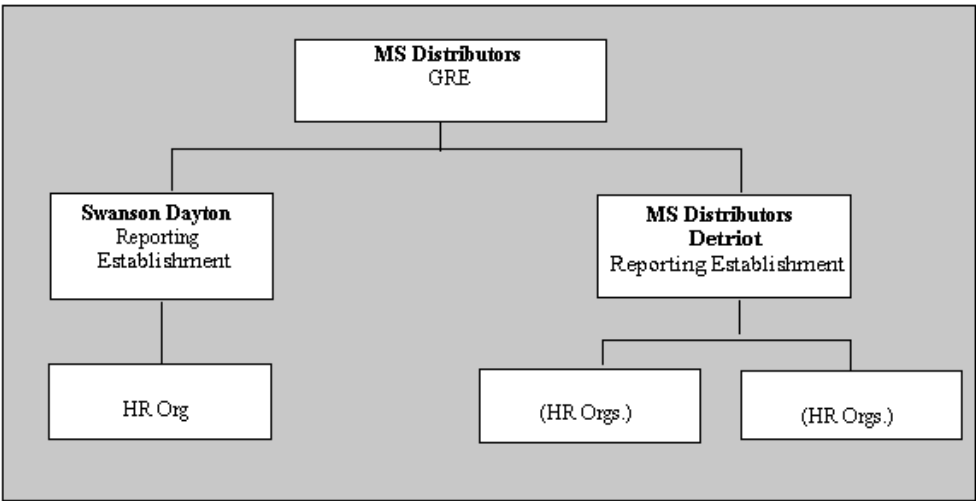 MS Distributors
GRE
Swanson Dayton
Reporting
Establishment
MS Distributors
Detriot
Reporting Establishment
HR Org
(HR Orgs.)
(HR Orgs.)